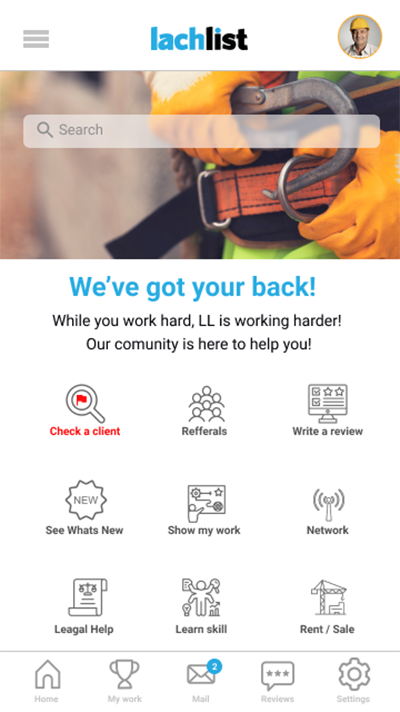 lachlist
Search
We've got your back!
While you work hard, LL is working harder!
Our comunity is here to help you!
Check a client
Refferals
Write a review
NEW
See Whats New
Show my work
Network
Leagal Help
Learn skill
Rent / Sale
2
Home
My work
Mail
Reviews
Settings